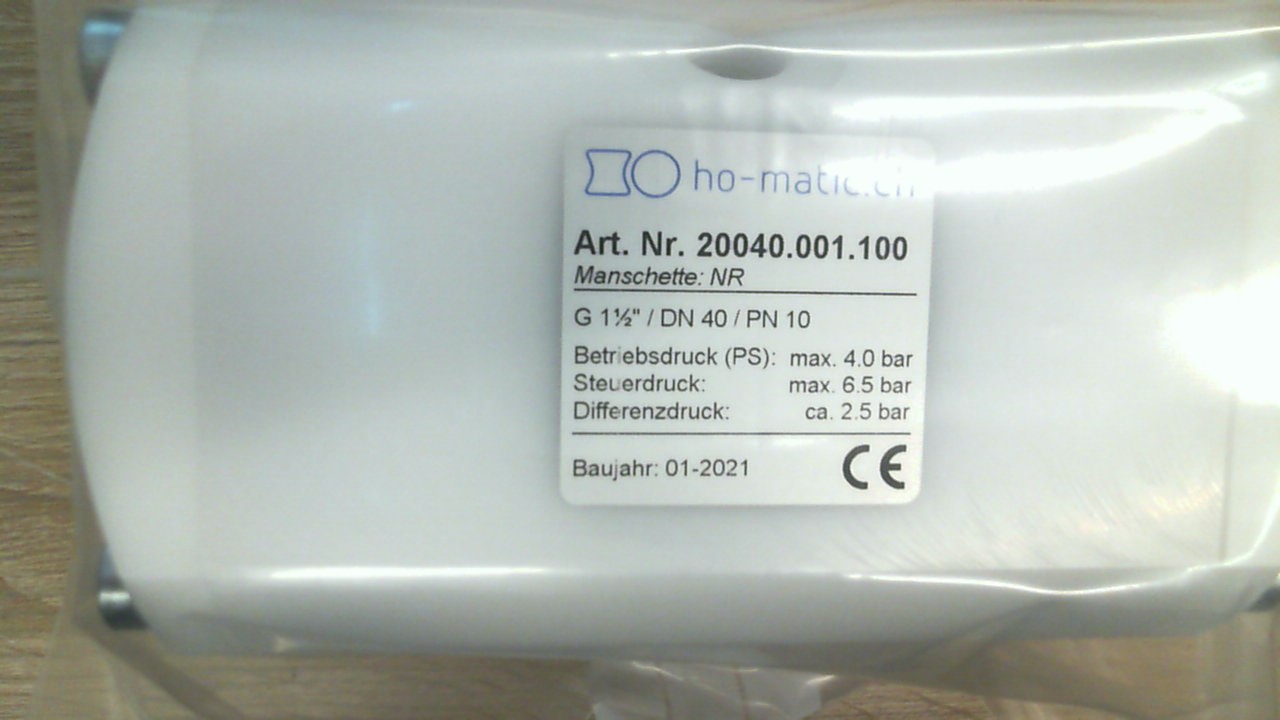 ho-matic.ch
Art. Nr. 20040.001.100
Manschette: NR
G 1½" / DN 40 / PN 10
Betriebsdruck (PS): max. 4.0 bar
Steuerdruck: max. 6.5 bar
Differenzdruck: ca. 2.5 bar
Baujahr: 01-2021 CE